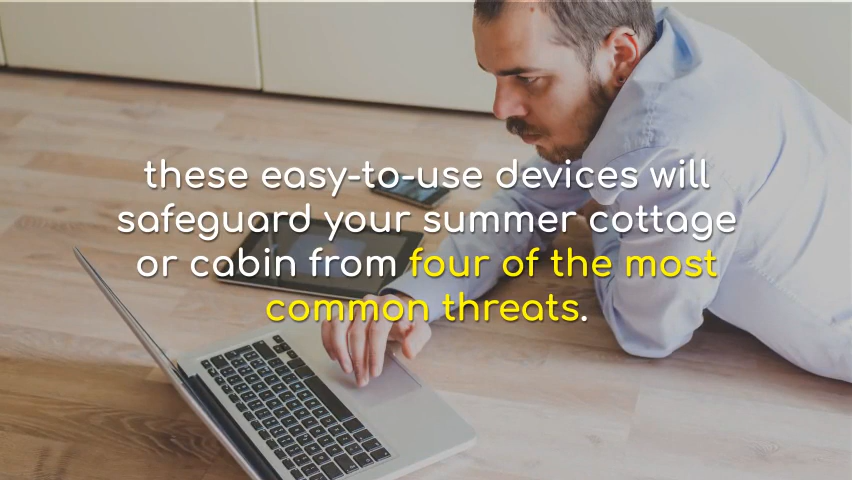 these easy-to-use devices will
safeguard your summer cottage
or cabin from four of the most
common threats.